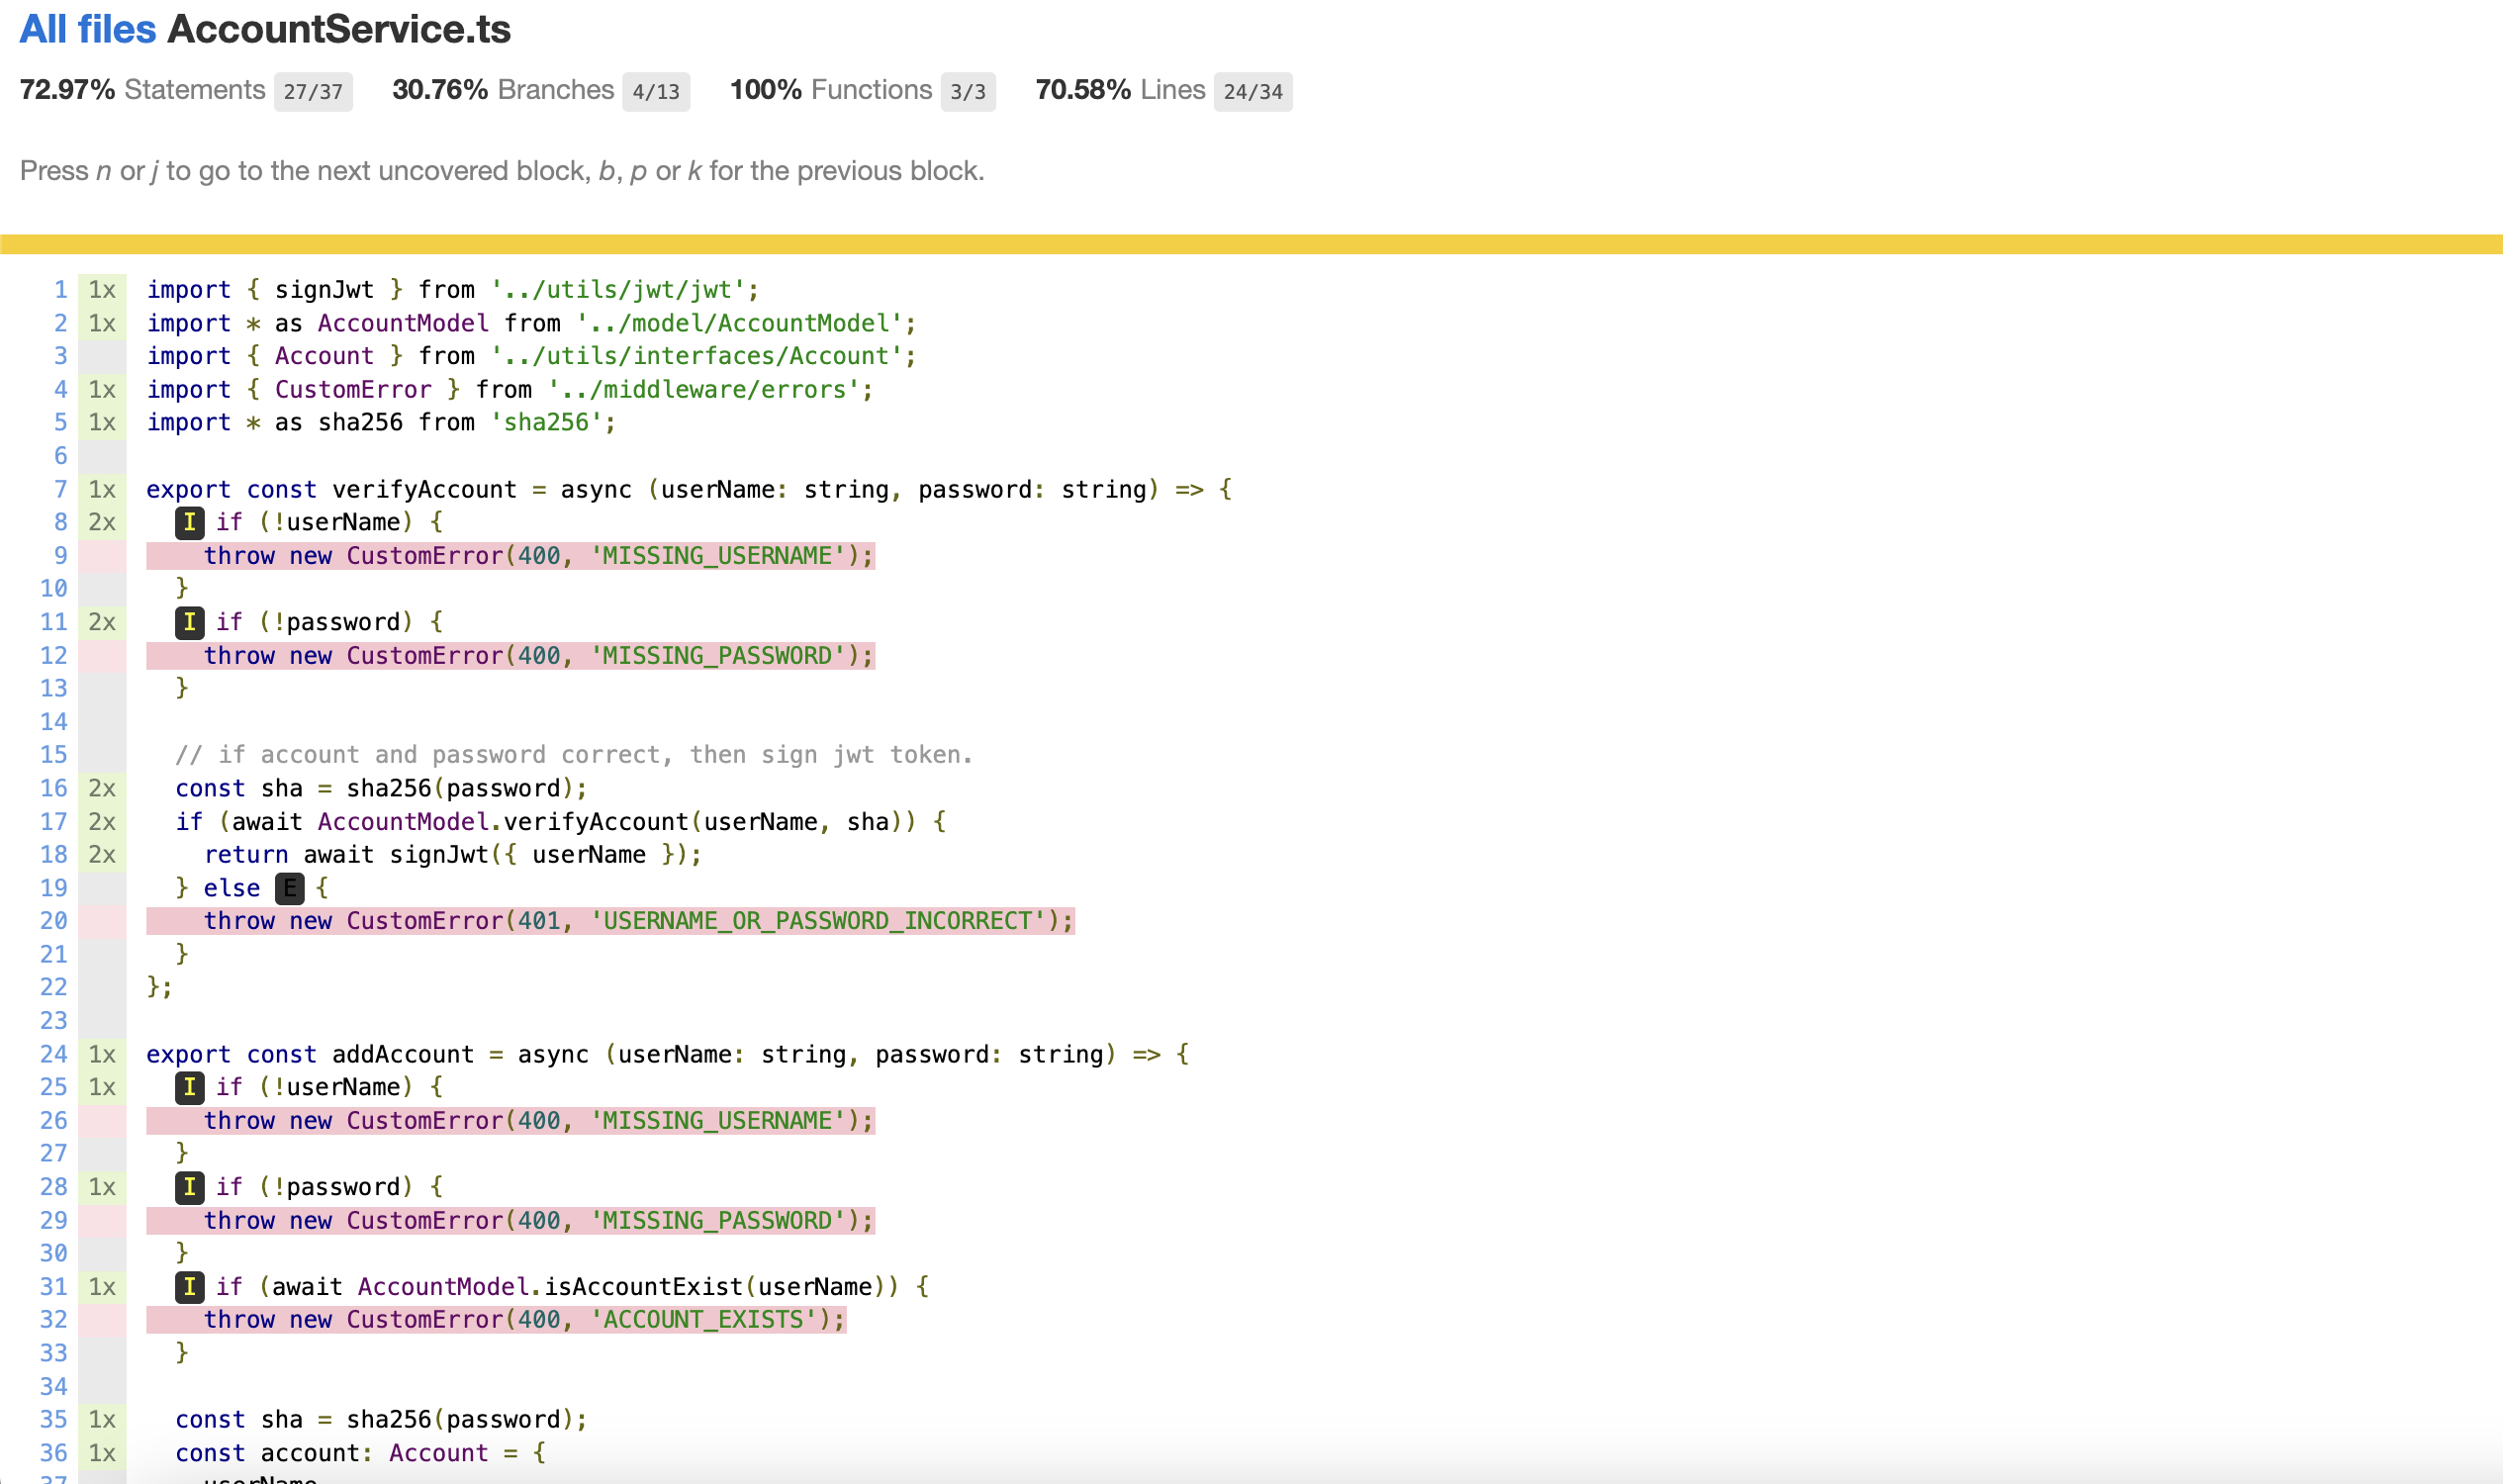 All files AccountService.ts
72.97% Statements 27/37 30.76% Branches 4/13 100% Functions 3/3 70.58% Lines 24/34
Press n or j to go to the next uncovered block, b, p or k for the previous block.
1 1x import { signJwt } from '../utils/jwt/jwt';
2 1x import * as AccountModel from '../model/AccountModel';
3 import { Account } from '../utils/interfaces/Account';
4 1x import { CustomError } from '../middleware/errors';
5 1x import * as sha256 from 'sha256';
6
7 1x export const verifyAccount = async (userName: string, password: string) => {
8 2x I if (!userName) {
9 throw new CustomError(400, 'MISSING_USERNAME');
10 }
11 2x I if (!password) {
12 throw new CustomError(400, 'MISSING_PASSWORD');
13 }
14
15 // if account and password correct, then sign jwt token.
16 2x const sha = sha256(password);
17 2x if (await AccountModel.verifyAccount(userName, sha)) {
18 2x return await signJwt({ userName });
19 } else E {
20 throw new CustomError(401, 'USERNAME_OR_PASSWORD_INCORRECT');
21 }
22 };
23
24 1x export const addAccount = async (userName: string, password: string) => {
25 1x I if (!userName) {
26 throw new CustomError(400, 'MISSING_USERNAME');
27 }
28 1x I if (!password) {
29 throw new CustomError(400, 'MISSING_PASSWORD');
30 }
31 1x I if (await AccountModel.isAccountExist(userName)) {
32 throw new CustomError(400, 'ACCOUNT_EXISTS');
33 }
34
35 1x const sha = sha256(password);
36 1x const account: Account = {
37 userName